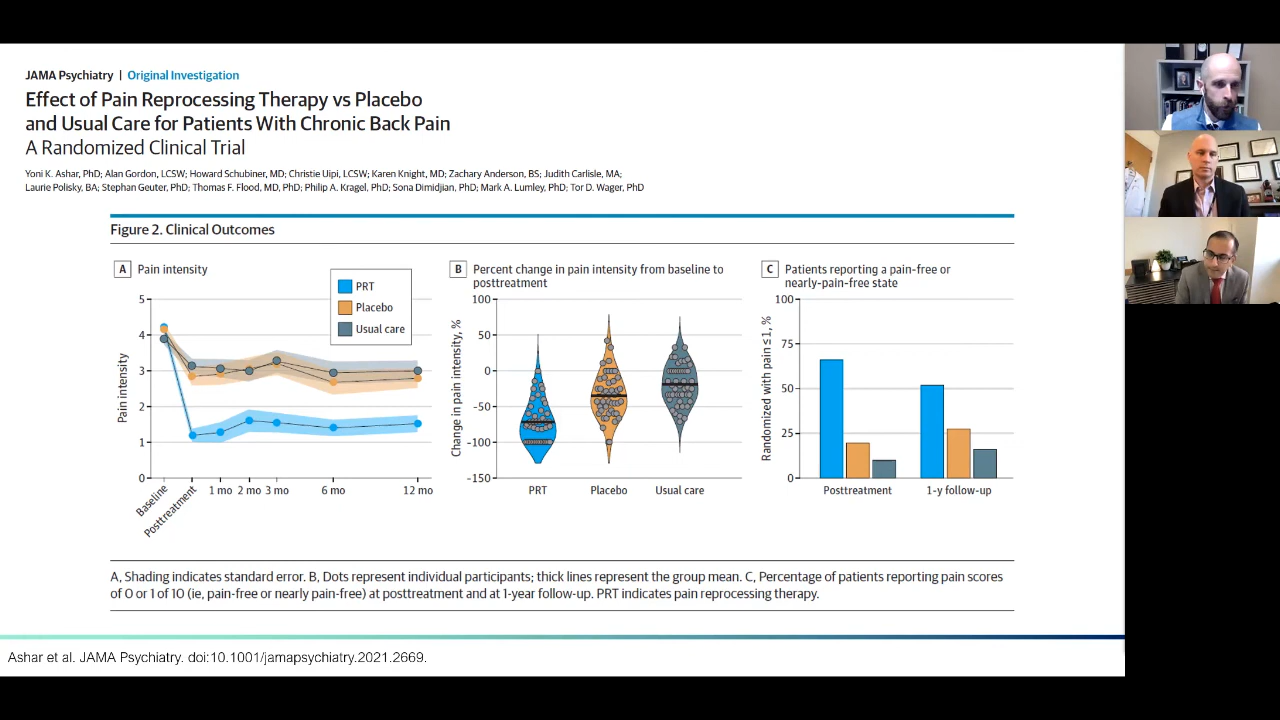 JAMA Psychiatry | Original Investigation
Effect of Pain Reprocessing Therapy vs Placebo
and Usual Care for Patients With Chronic Back Pain
A Randomized Clinical Trial
Yoni K. Ashar, PhD; Alan Gordon, LCSW; Howard Schubiner, MD; Christie Uipi, LCSW; Karen Knight, MD; Zachary Anderson, BS; Judith Carlisle, MA;
Laurie Polisky, BA; Stephan Geuter, PhD; Thomas F. Flood, MD, PhD; Philip A. Kragel, PhD; Sona Dimidjian, PhD; Mark A. Lumley, PhD; Tor D. Wager, PhD
Figure 2. Clinical Outcomes
A Pain intensity
PRT
Placebo
Usual care
Pain intensity
5
4
3
2
1
0
Baseline
Posttreatment
1 mo
2 mo
3 mo
6 mo
12 mo
B Percent change in pain intensity from baseline to
posttreatment
Change in pain intensity, %
100
50
0
-50
-100
-150
PRT
Placebo
Usual care
C Patients reporting a pain-free or
nearly-pain-free state
Randomized with pain ≤1, %
100
75
50
25
0
Posttreatment
1-y follow-up
A, Shading indicates standard error. B, Dots represent individual participants; thick lines represent the group mean. C, Percentage of patients reporting pain scores
of 0 or 1 of 10 (ie, pain-free or nearly pain-free) at posttreatment and at 1-year follow-up. PRT indicates pain reprocessing therapy.
Ashar et al. JAMA Psychiatry. doi:10.1001/jamapsychiatry.2021.2669.